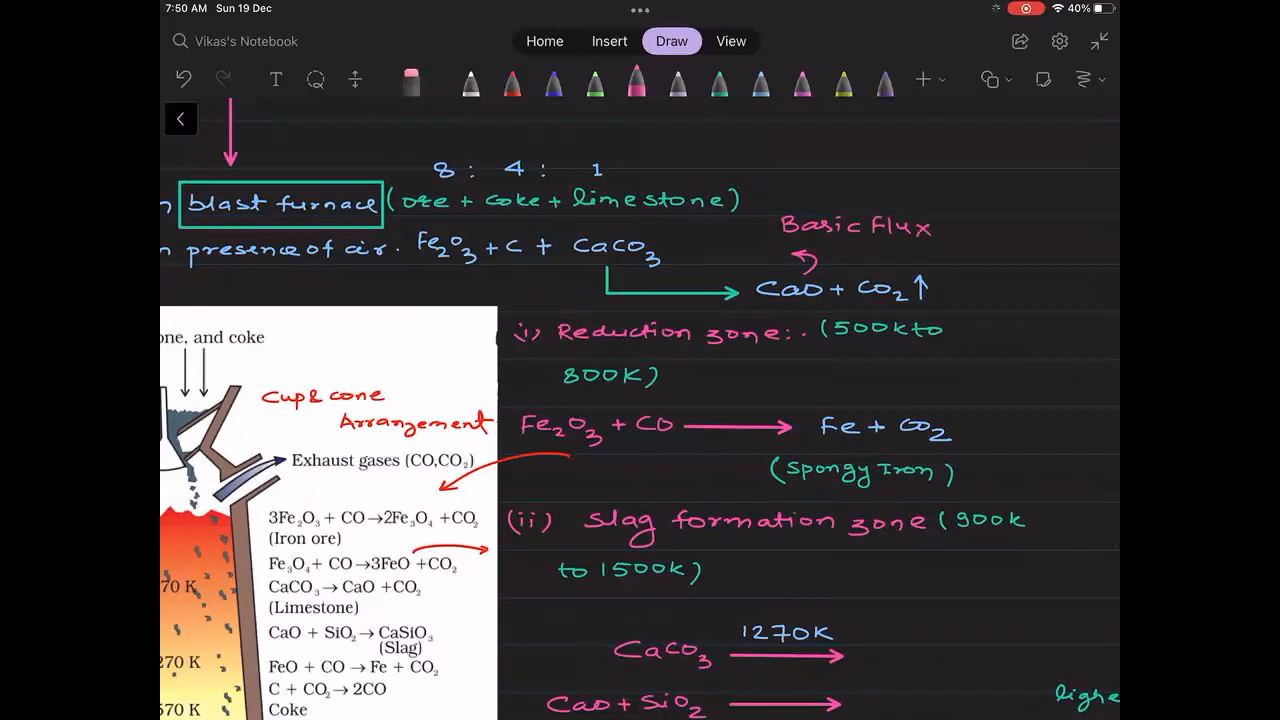 7:50 AM Sun 19 Dec
40%
Vikas's Notebook
Home Insert Draw View
8 : 4 : 1
blast furnace (ore + coke + limestone)
presence of air. Fe₂O₃ + C + CaCO₃
Basic Flux
CaO + CO₂ ↑
i) Reduction zone:. (500K to
800K)
one, and coke
Cup & cone
Arrangement
Fe₂O₃ + CO → Fe + CO₂
(Spongy Iron)
Exhaust gases (CO,CO₂)
3Fe₂O₃ + CO →2Fe₃O₄ +CO₂
(Iron ore)
Fe₃O₄+ CO →3FeO +CO₂
CaCO₃→ CaO +CO₂
(Limestone)
CaO + SiO₂→ CaSiO₃
(Slag)
FeO + CO → Fe + CO₂
C + CO₂ → 2CO
Coke
70 K
270 K
570 K
(ii) Slag formation zone (900K
to 1500K)
CaCO₃ 1270K →
CaO + SiO₂ →
lighe